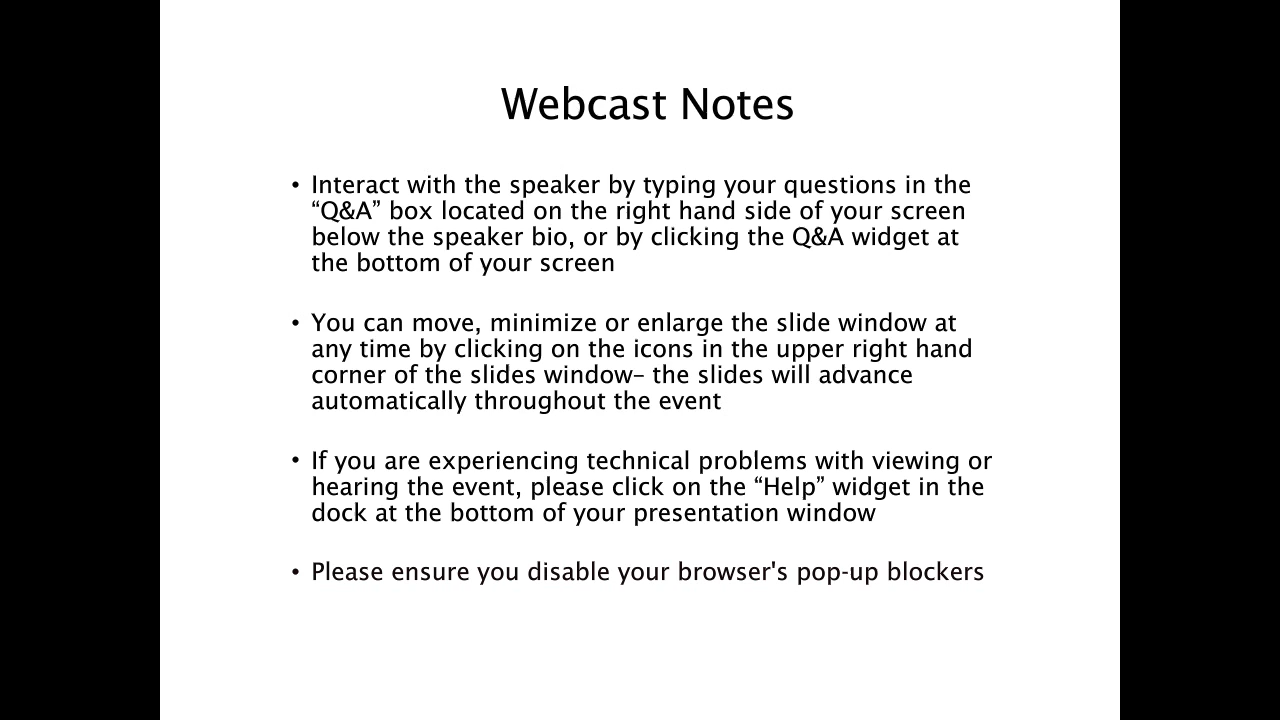 Webcast Notes
• Interact with the speaker by typing your questions in the
“Q&A” box located on the right hand side of your screen
below the speaker bio, or by clicking the Q&A widget at
the bottom of your screen
• You can move, minimize or enlarge the slide window at
any time by clicking on the icons in the upper right hand
corner of the slides window– the slides will advance
automatically throughout the event
• If you are experiencing technical problems with viewing or
hearing the event, please click on the “Help” widget in the
dock at the bottom of your presentation window
• Please ensure you disable your browser's pop-up blockers